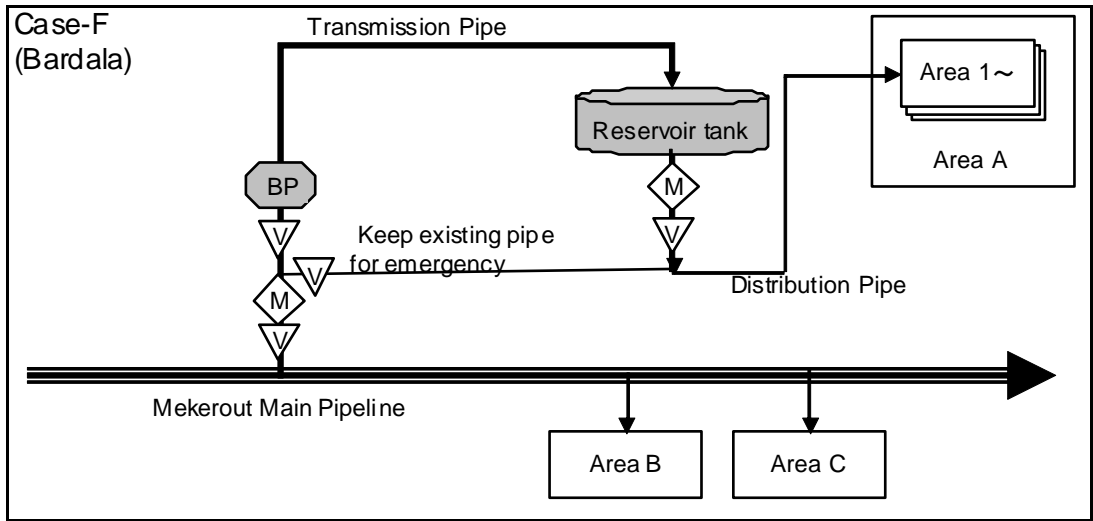 Case-F
(Bardala)
Transmission Pipe
Area 1~
Reservoir tank
Area A
BP
M
V
V
Keep existing pipe
for emergency
V
Distribution Pipe
M
V
Mekerout Main Pipeline
Area B
Area C